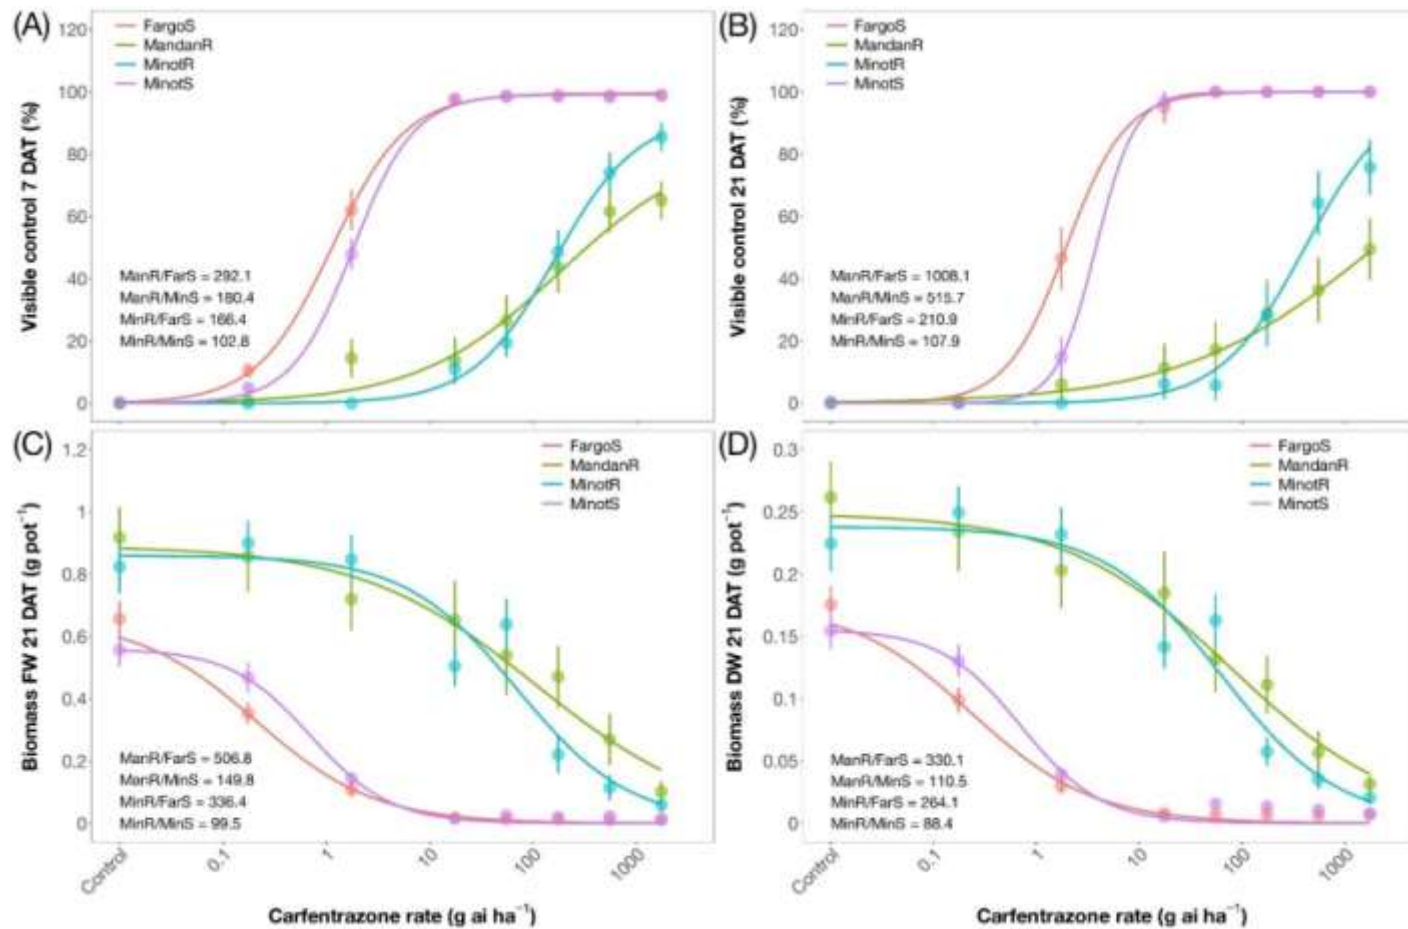 (A)
FargoS
MandanR
MinotR
MinotS
Visible control 7 DAT (%)
120
100
80
60
40
20
0
ManR/FarS = 292.1
ManR/MinS = 180.4
MinR/FarS = 166.4
MinR/MinS = 102.8
(B)
FargoS
MandanR
MinotR
MinotS
Visible control 21 DAT (%)
120
100
80
60
40
20
0
ManR/FarS = 1008.1
ManR/MinS = 515.7
MinR/FarS = 210.9
MinR/MinS = 107.9
(C)
FargoS
MandanR
MinotR
MinotS
Biomass FW 21 DAT (g pot⁻¹)
1.2
1
0.8
0.6
0.4
0.2
0
ManR/FarS = 506.8
ManR/MinS = 149.8
MinR/FarS = 336.4
MinR/MinS = 99.5
Control
0.1
1
10
100
1000
Carfentrazone rate (g ai ha⁻¹)
(D)
FargoS
MandanR
MinotR
MinotS
Biomass DW 21 DAT (g pot⁻¹)
0.3
0.25
0.2
0.15
0.1
0.05
0
ManR/FarS = 330.1
ManR/MinS = 110.5
MinR/FarS = 264.1
MinR/MinS = 88.4
Control
0.1
1
10
100
1000
Carfentrazone rate (g ai ha⁻¹)